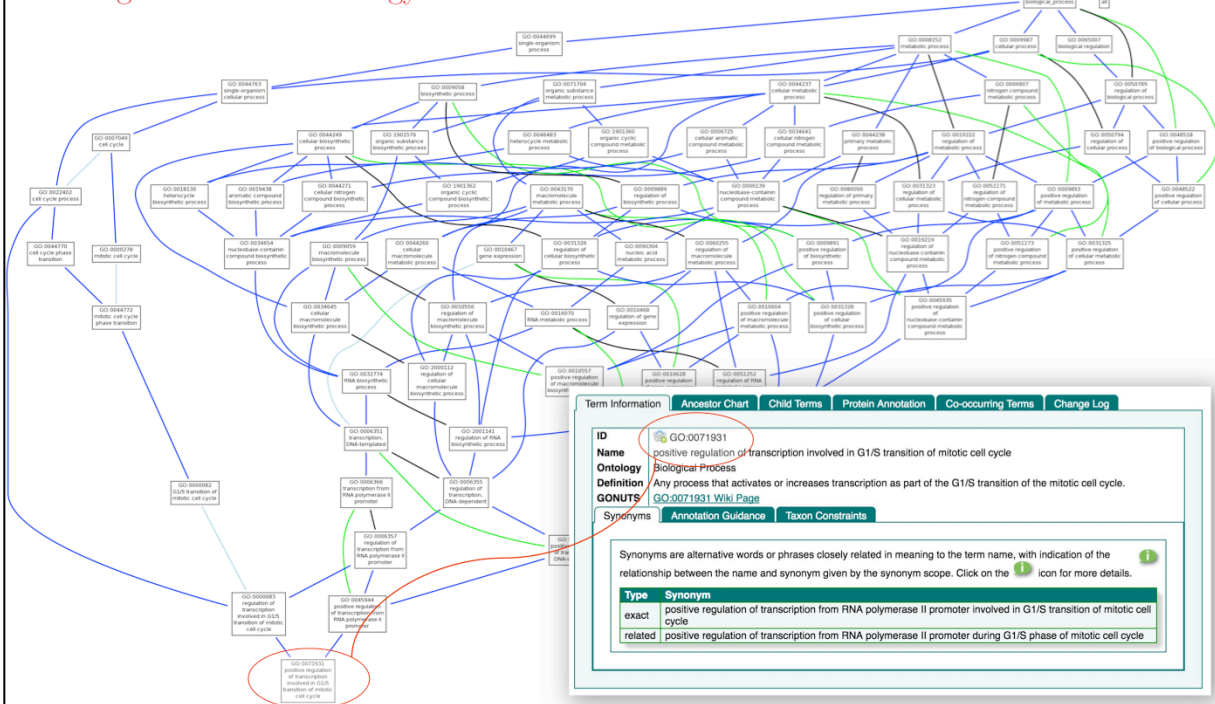 biological_process
all
GO:0044699
single-organism
process
GO:0008152
metabolic process
GO:0009987
cellular process
GO:0065007
biological regulation
GO:0044763
single-organism
cellular process
GO:0009058
biosynthetic process
GO:0071704
organic substance
metabolic process
GO:0044237
cellular metabolic
process
GO:0006807
nitrogen compound
metabolic process
GO:0050789
regulation of
biological process
GO:0007049
cell cycle
GO:0044249
cellular biosynthetic
process
GO:1901576
organic substance
biosynthetic process
GO:0046483
heterocycle metabolic
process
GO:1901360
organic cyclic
compound metabolic
process
GO:0006725
cellular aromatic
compound metabolic
process
GO:0034641
cellular nitrogen
compound metabolic
process
GO:0044238
primary metabolic
process
GO:0019222
regulation of
metabolic process
GO:0050794
regulation of
cellular process
GO:0048518
positive regulation
of biological process
GO:0022402
cell cycle process
GO:0018130
heterocycle
biosynthetic process
GO:0019438
aromatic compound
biosynthetic process
GO:0044271
cellular nitrogen
compound biosynthetic
process
GO:1901362
organic cyclic
compound biosynthetic
process
GO:0043170
macromolecule
metabolic process
GO:0009889
regulation of
biosynthetic process
GO:0006139
nucleobase-containin
compound metabolic
process
GO:0080090
regulation of primary
metabolic process
GO:0031323
regulation of
cellular metabolic
process
GO:0051171
regulation of
nitrogen compound
metabolic process
GO:0009893
positive regulation
of metabolic process
GO:0048522
positive regulation
of cellular process
GO:0044770
cell cycle phase
transition
GO:0000278
mitotic cell cycle
GO:0034654
nucleobase-containin
compound biosynthetic
process
GO:0009059
macromolecule
biosynthetic process
GO:0044260
cellular
macromolecule
metabolic process
GO:0010467
gene expression
GO:0031326
regulation of
cellular biosynthetic
process
GO:0090304
nucleic acid
metabolic process
GO:0060255
regulation of
macromolecule
metabolic process
GO:0009891
positive regulation
of biosynthetic
process
GO:0019219
regulation of
nucleobase-containin
compound metabolic
process
GO:0051173
positive regulation
of nitrogen compound
metabolic process
GO:0031325
positive regulation
of cellular metabolic
process
GO:0044772
mitotic cell cycle
phase transition
GO:0034645
cellular
macromolecule
biosynthetic process
GO:0010556
regulation of
macromolecule
biosynthetic process
GO:0016070
RNA metabolic process
GO:0010468
regulation of gene
expression
GO:0010604
positive regulation
of macromolecule
metabolic process
GO:0031328
positive regulation
of cellular
biosynthetic process
GO:0045935
positive regulation
of
nucleobase-containin
compound metabolic
process
GO:0032774
RNA biosynthetic
process
GO:2000112
regulation of
cellular
macromolecule
biosynthetic process
GO:0010557
positive regulation
of macromolecule
GO:0010628
positive regulation
GO:0051252
regulation of RNA
GO:0006351
transcription,
DNA-templated
GO:2001141
regulation of RNA
biosynthetic process
GO:0000082
G1/S transition of
mitotic cell cycle
GO:0006366
transcription from
RNA polymerase II
promoter
GO:0006355
regulation of
transcription,
DNA-dependent
GO:0006357
regulation of
transcription from
RNA polymerase II
promoter
GO:0000083
regulation of
transcription
involved in G1/S
transition of mitotic
cell cycle
GO:0045944
positive regulation
of transcription from
RNA polymerase II
promoter
GO:0071931
positive regulation
of transcription
involved in G1/S
transition of mitotic
cell cycle
Term Information Ancestor Chart Child Terms Protein Annotation Co-occurring Terms Change Log
ID GO:0071931
Name positive regulation of transcription involved in G1/S transition of mitotic cell cycle
Ontology Biological Process
Definition Any process that activates or increases transcription as part of the G1/S transition of the mitotic cell cycle.
GONUTS GO:0071931 Wiki Page
Synonyms Annotation Guidance Taxon Constraints
Synonyms are alternative words or phrases closely related in meaning to the term name, with indication of the
relationship between the name and synonym given by the synonym scope. Click on the i icon for more details.
Type Synonym
exact positive regulation of transcription from RNA polymerase II promoter involved in G1/S transition of mitotic cell
cycle
related positive regulation of transcription from RNA polymerase II promoter during G1/S phase of mitotic cell cycle